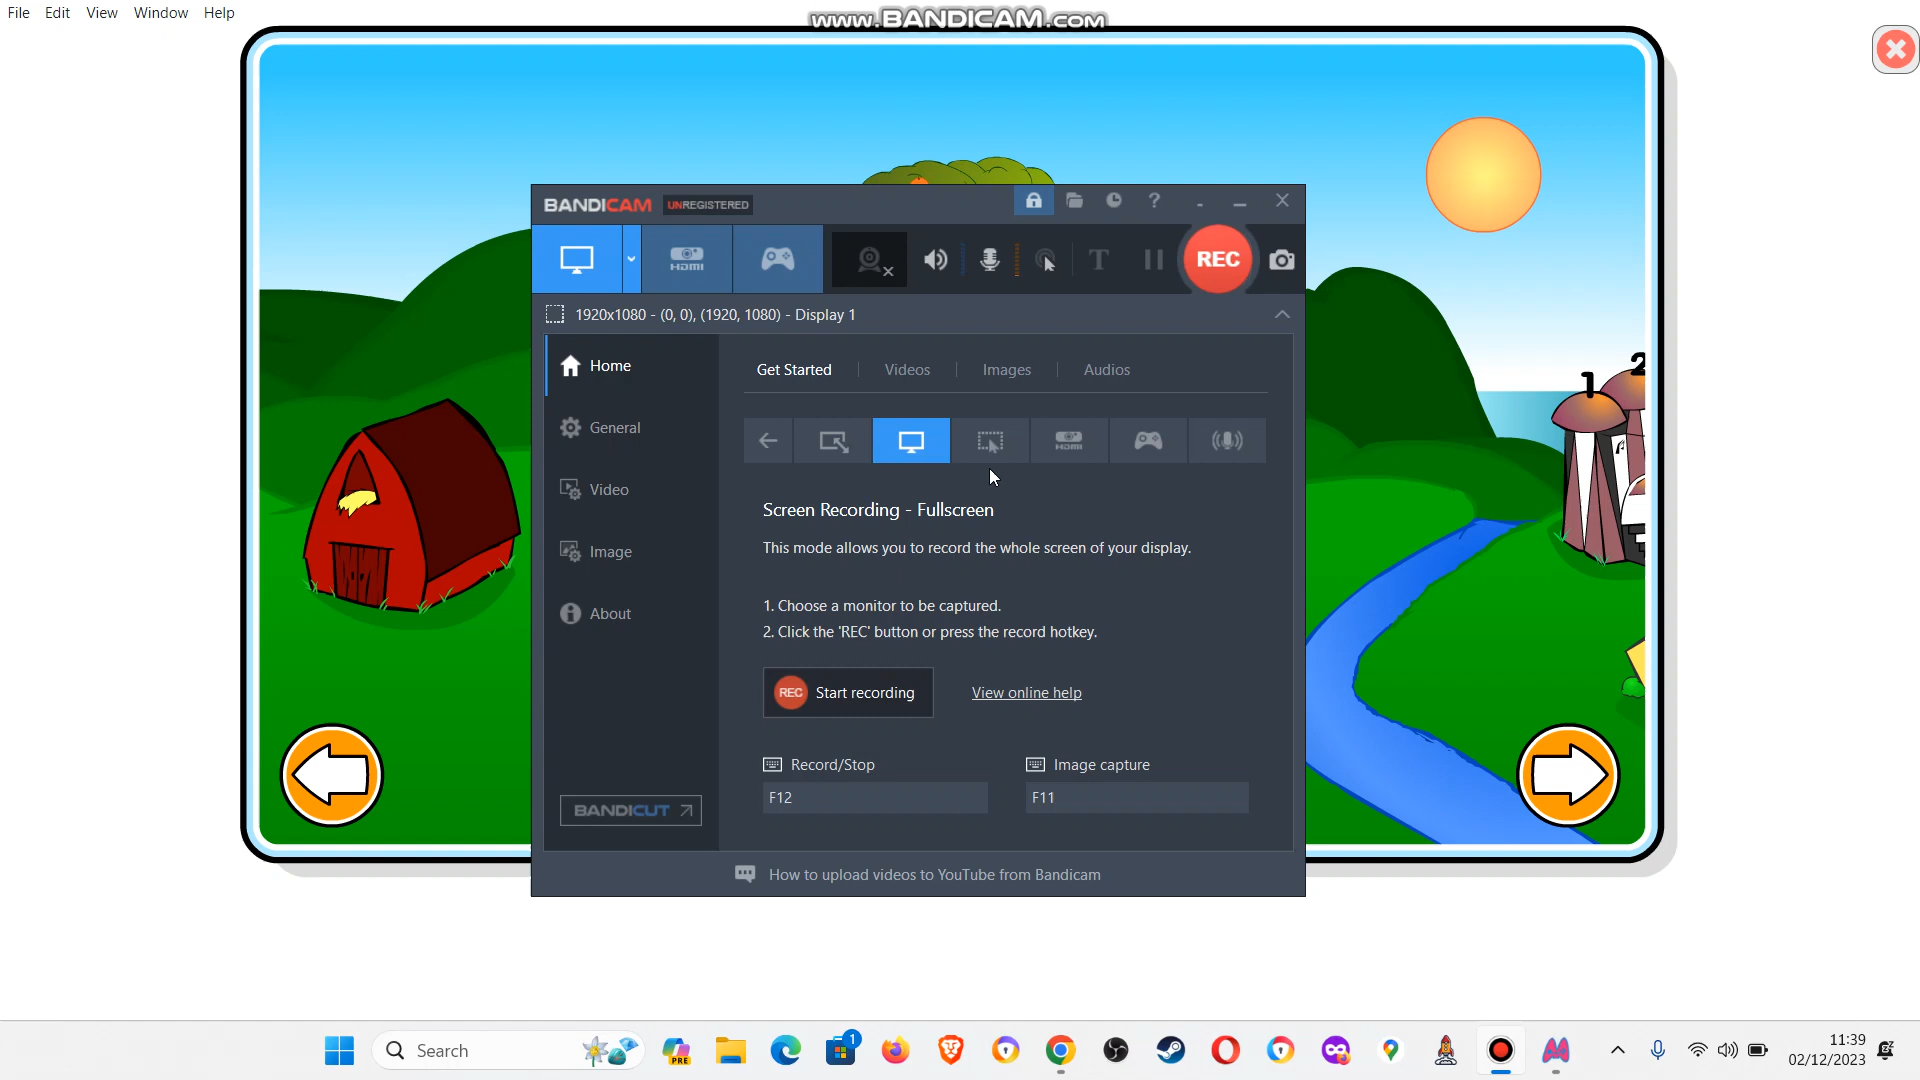 File Edit View Window Help
www.BANDICAM.com
BANDICAM UNREGISTERED
HDMI
T
REC
1920x1080 - (0, 0), (1920, 1080) - Display 1
Home
General
Video
Image
About
BANDICUT
Get Started Videos Images Audios
HDMI
Screen Recording - Fullscreen
This mode allows you to record the whole screen of your display.
1. Choose a monitor to be captured.
2. Click the 'REC' button or press the record hotkey.
REC Start recording View online help
Record/Stop Image capture
F12 F11
How to upload videos to YouTube from Bandicam
1 2
Search
PRE
1
11:39
02/12/2023